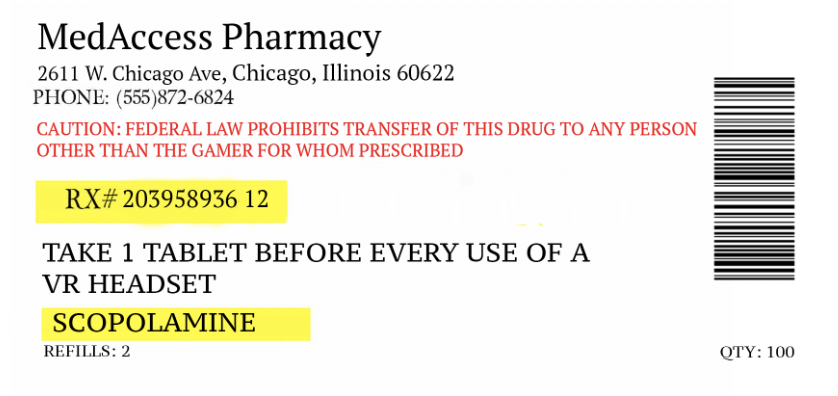 MedAccess Pharmacy
2611 W. Chicago Ave, Chicago, Illinois 60622
PHONE: (555)872-6824
CAUTION: FEDERAL LAW PROHIBITS TRANSFER OF THIS DRUG TO ANY PERSON
OTHER THAN THE GAMER FOR WHOM PRESCRIBED
RX# 203958936 12
TAKE 1 TABLET BEFORE EVERY USE OF A
VR HEADSET
SCOPOLAMINE
REFILLS: 2
QTY: 100